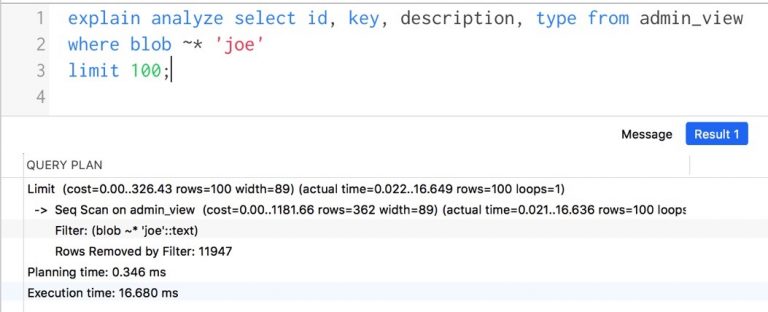 1 explain analyze select id, key, description, type from admin_view
2 where blob ~* 'joe'
3 limit 100;
4
Message Result 1
QUERY PLAN
Limit (cost=0.00..326.43 rows=100 width=89) (actual time=0.022..16.649 rows=100 loops=1)
-> Seq Scan on admin_view (cost=0.00..1181.66 rows=362 width=89) (actual time=0.021..16.636 rows=100 loops
Filter: (blob ~* 'joe'::text)
Rows Removed by Filter: 11947
Planning time: 0.346 ms
Execution time: 16.680 ms